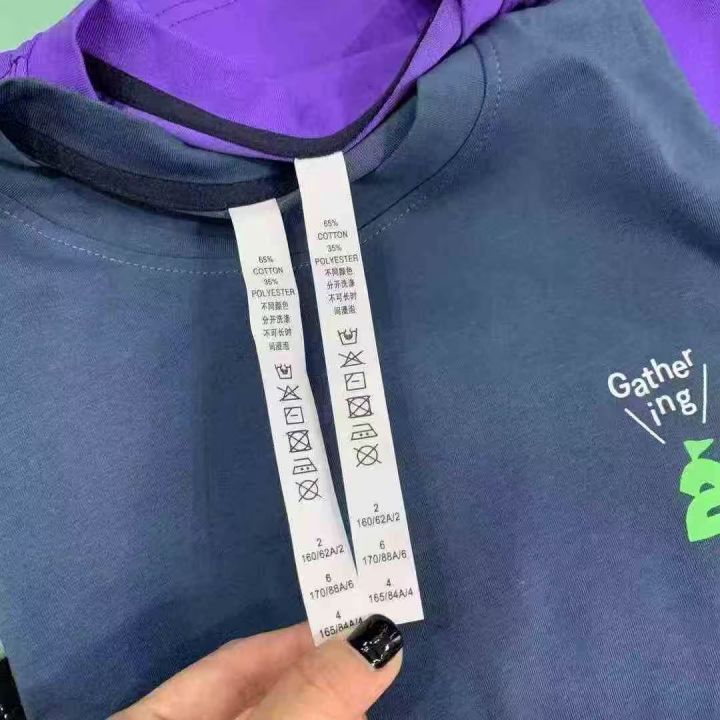 65%
COTTON
35%
POLYESTER
不同颜色
分开洗涤
不可长时
间浸泡
2
160/62A/2
6
170/88A/6
4
165/84A/4
65%
COTTON
35%
POLYESTER
不同颜色
分开洗涤
不可长时
间浸泡
2
160/62A/2
6
170/88A/6
4
165/84A/4
Gather
ing